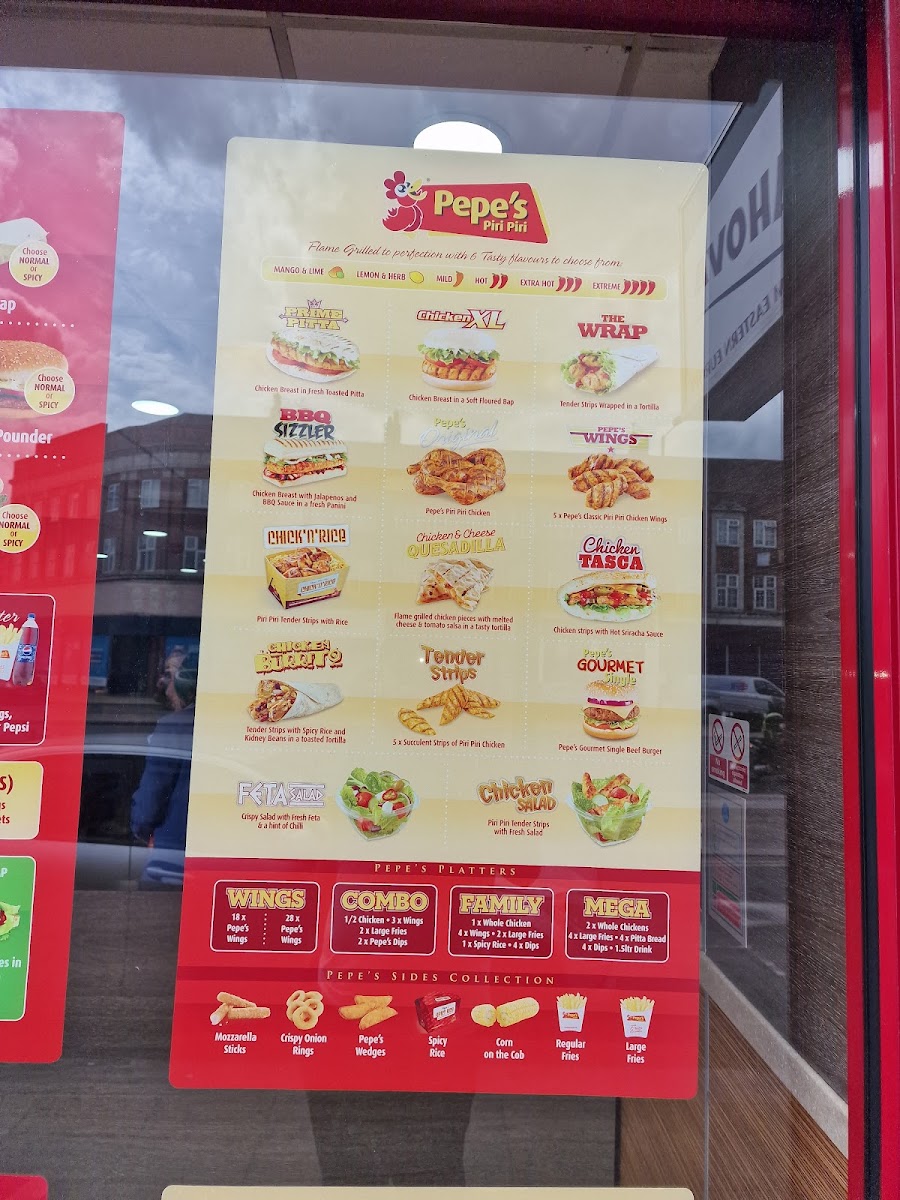 Choose
NORMAL
or
SPICY
ap
Choose
NORMAL
or
SPICY
Pounder
Choose
NORMAL
or
SPICY
gs,
Pepsi
S)
gs
ets
P
es in
Pepe's
Piri Piri
Flame Grilled to perfection with 6 Tasty flavours to choose from:
MANGO & LIME LEMON & HERB MILD HOT EXTRA HOT EXTREME
PRIME
PITTA
Chicken Breast in Fresh Toasted Pitta
Chicken XL
Chicken Breast in a Soft Floured Bap
THE
WRAP
Tender Strips Wrapped in a Tortilla
BBQ
SIZZLER
Chicken Breast with Jalapenos and
BBQ Sauce in a fresh Panini
Pepe's
Original
Pepe's Piri Piri Chicken
PEPE'S
WINGS
5 x Pepe's Classic Piri Piri Chicken Wings
CHICK'N'RICE
CHICK'N'RICE
Piri Piri Tender Strips with Rice
Chicken & Cheese
QUESADILLA
Flame grilled chicken pieces with melted
cheese & tomato salsa in a tasty tortilla
Chicken
TASCA
Chicken strips with Hot Sriracha Sauce
CHICKEN
BURRITO
Tender Strips with Spicy Rice and
Kidney Beans in a toasted Tortilla
Tender
Strips
5 x Succulent Strips of Piri Piri Chicken
Pepe's
GOURMET
Single
Pepe's Gourmet Single Beef Burger
FETA SALAD
Crispy Salad with Fresh Feta
& a hint of Chilli
Chicken
SALAD
Piri Piri Tender Strips
with Fresh Salad
PEPE'S PLATTERS
WINGS
18 x
Pepe's
Wings
28 x
Pepe's
Wings
COMBO
1/2 Chicken • 3 x Wings
2 x Large Fries
2 x Pepe's Dips
FAMILY
1 x Whole Chicken
4 x Wings • 2 x Large Fries
1 x Spicy Rice • 4 x Dips
MEGA
2 x Whole Chickens
4 x Large Fries • 4 x Pitta Bread
4 x Dips • 1.5ltr Drink
PEPE'S SIDES COLLECTION
Mozzarella
Sticks
Crispy Onion
Rings
Pepe's
Wedges
Spicy
Rice
Corn
on the Cob
Regular
Fries
Large
Fries
No
smoking